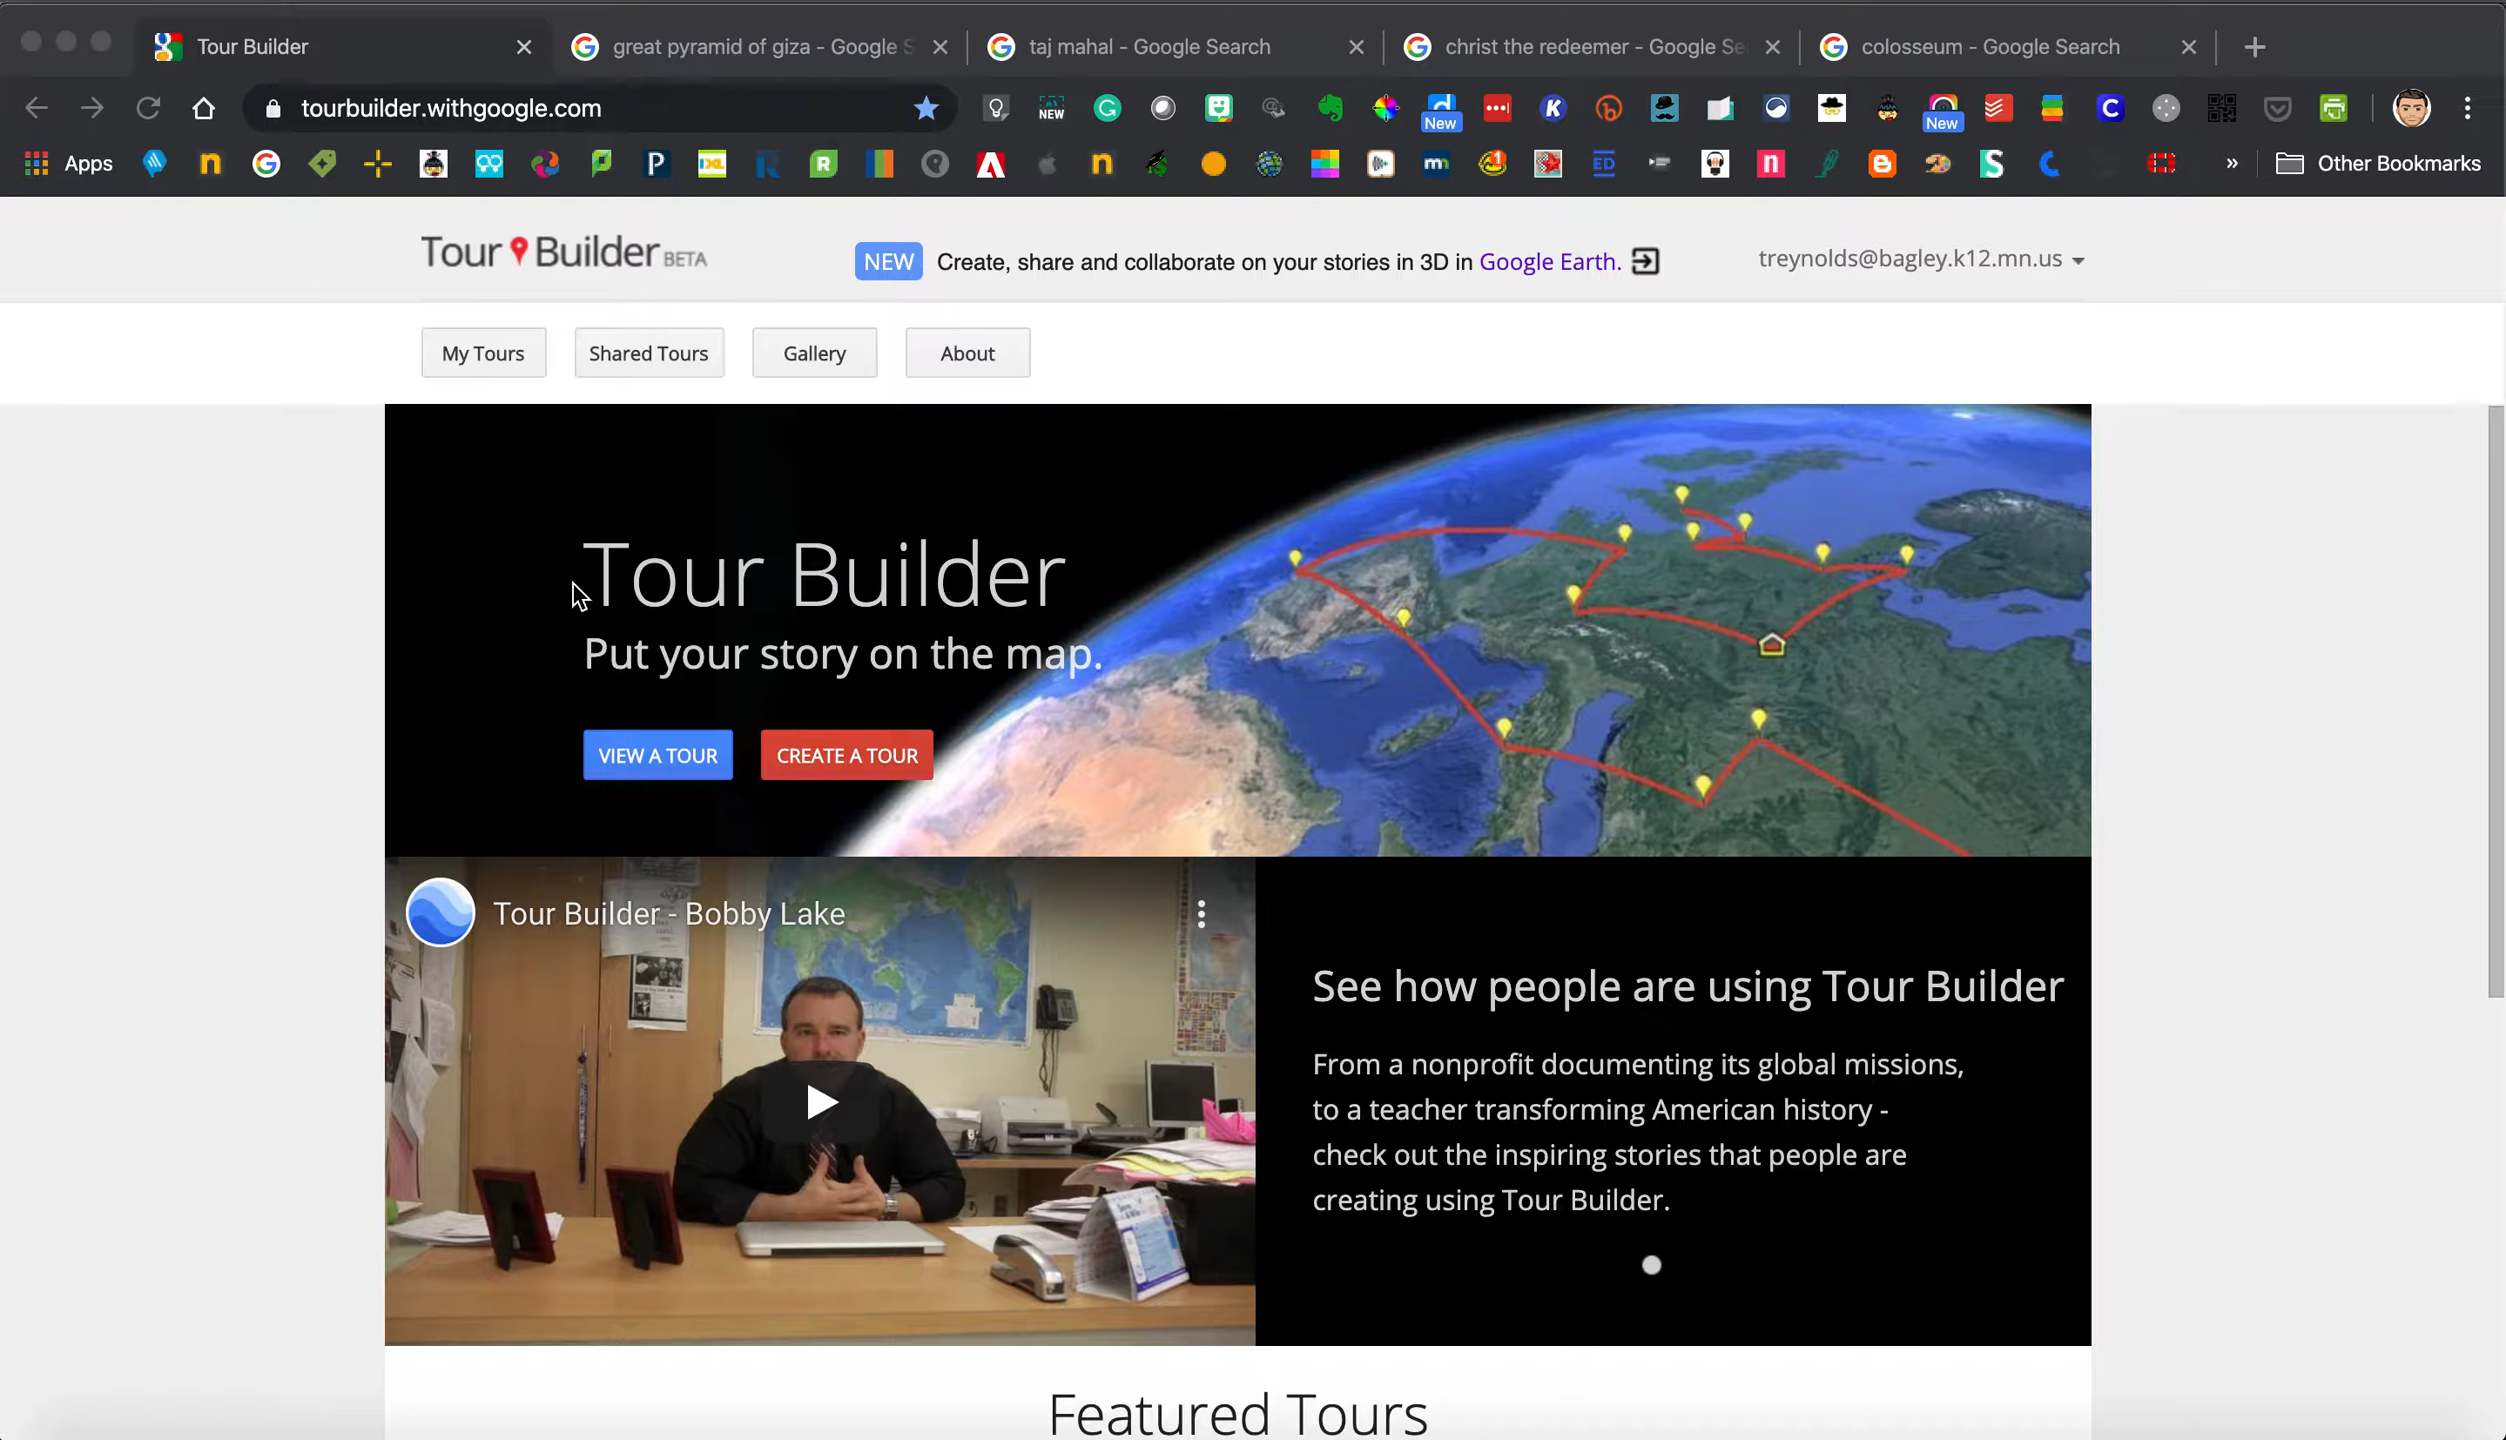 Tour Builder
great pyramid of giza - Google S
taj mahal - Google Search
christ the redeemer - Google Se
colosseum - Google Search
tourbuilder.withgoogle.com
NEW
New
New
Apps
Other Bookmarks
Tour Builder BETA
NEW Create, share and collaborate on your stories in 3D in Google Earth.
treynolds@bagley.k12.mn.us
My Tours
Shared Tours
Gallery
About
Tour Builder
Put your story on the map.
VIEW A TOUR
CREATE A TOUR
Tour Builder - Bobby Lake
See how people are using Tour Builder
From a nonprofit documenting its global missions,
to a teacher transforming American history -
check out the inspiring stories that people are
creating using Tour Builder.
Featured Tours